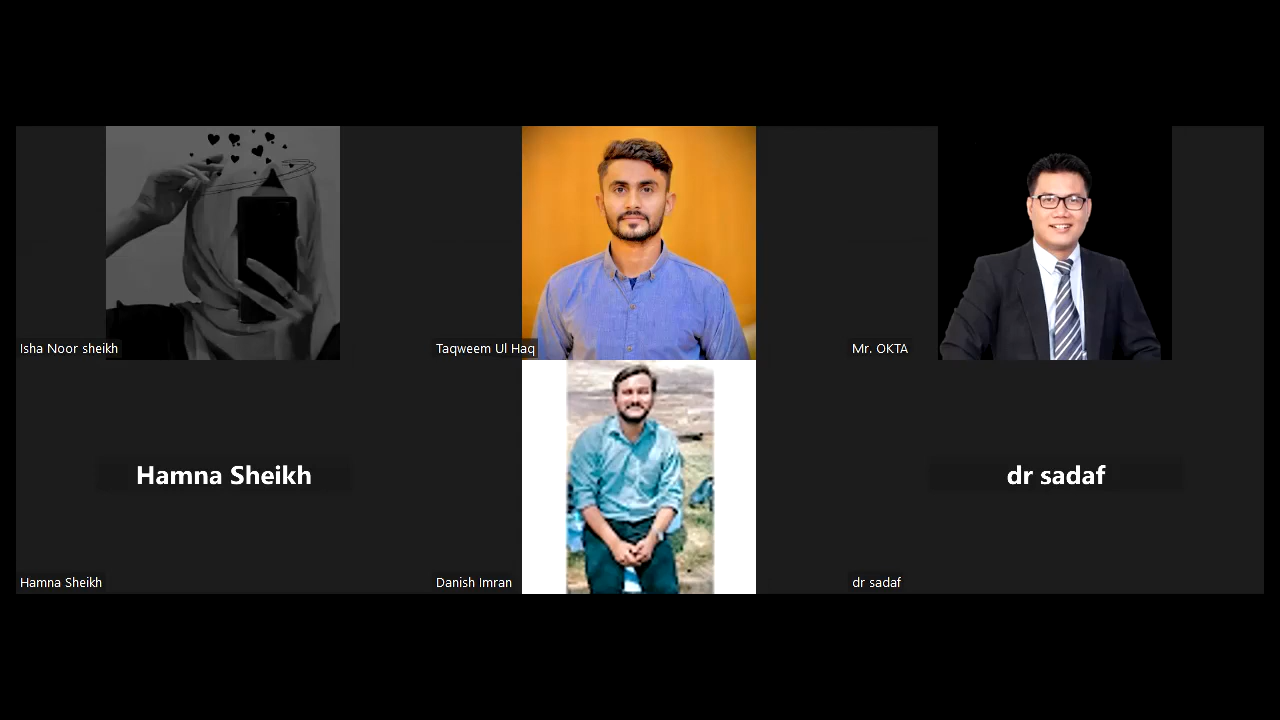 Isha Noor sheikh
Taqweem Ul Haq
Mr. OKTA
Hamna Sheikh
dr sadaf
Hamna Sheikh
Danish Imran
dr sadaf